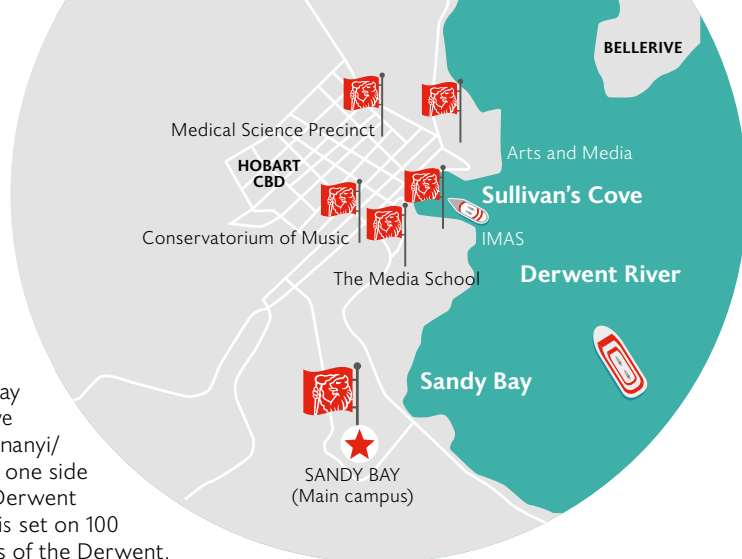 BELLERIVE
Medical Science Precinct
Arts and Media
HOBART
CBD
Sullivan's Cove
Conservatorium of Music
IMAS
The Media School
Derwent River
Sandy Bay
SANDY BAY
(Main campus)
ay
ve
nanyi/
one side
Derwent
is set on 100
s of the Derwent.